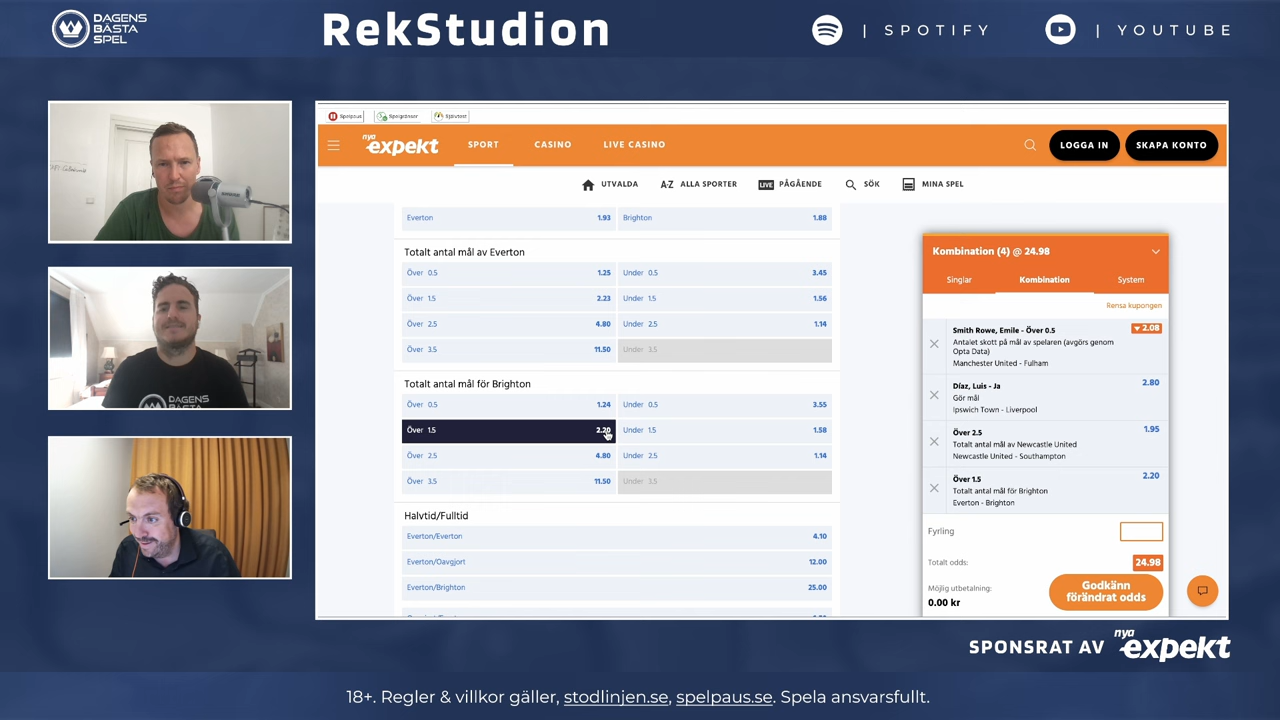 DAGENS
BÄSTA
SPEL
RekStudion
| SPOTIFY
| YOUTUBE
Spelpaus
Spelgränser
Självtest
nya
expekt
SPORT
CASINO
LIVE CASINO
LOGGA IN
SKAPA KONTO
UTVALDA
A-Z ALLA SPORTER
LIVE PÅGÅENDE
SÖK
MINA SPEL
Everton 1.93 Brighton 1.88
Totalt antal mål av Everton
Över 0.5 1.25 Under 0.5 3.45
Över 1.5 2.23 Under 1.5 1.56
Över 2.5 4.80 Under 2.5 1.14
Över 3.5 11.50 Under 3.5
Totalt antal mål för Brighton
Över 0.5 1.24 Under 0.5 3.55
Över 1.5 2.20 Under 1.5 1.58
Över 2.5 4.80 Under 2.5 1.14
Över 3.5 11.50 Under 3.5
Halvtid/Fulltid
Everton/Everton 4.10
Everton/Oavgjort 12.00
Everton/Brighton 25.00
Kombination (4) @ 24.98
Singlar Kombination System
Rensa kupongen
Smith Rowe, Emile - Över 0.5 2.08
Antalet skott på mål av spelaren (avgörs genom
Opta Data)
Manchester United - Fulham
Díaz, Luis - Ja 2.80
Gör mål
Ipswich Town - Liverpool
Över 2.5 1.95
Totalt antal mål av Newcastle United
Newcastle United - Southampton
Över 1.5 2.20
Totalt antal mål för Brighton
Everton - Brighton
Fyrling
Totalt odds: 24.98
Möjlig utbetalning:
0.00 kr
Godkänn
förändrat odds
DAGENS
BÄSTA
SPONSRAT AV nya expekt
18+. Regler & villkor gäller, stodlinjen.se, spelpaus.se. Spela ansvarsfullt.